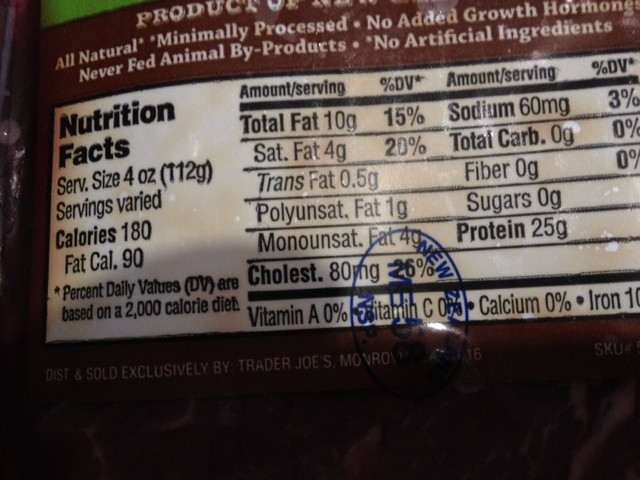 PRODUCT OF NEW
All Natural* *Minimally Processed • No Added Growth Hormones
Never Fed Animal By-Products • *No Artificial Ingredients
Nutrition
Facts
Serv. Size 4 oz (112g)
Servings varied
Calories 180
Fat Cal. 90
* Percent Daily Values (DV) are
based on a 2,000 calorie diet.
Amount/serving %DV* Amount/serving %DV*
Total Fat 10g 15% Sodium 60mg 3%
Sat. Fat 4g 20% Total Carb. 0g 0%
Trans Fat 0.5g Fiber 0g 0%
Polyunsat. Fat 1g Sugars 0g
Monounsat. Fat 4g Protein 25g
Cholest. 80mg 26%
Vitamin A 0% • Vitamin C 0% • Calcium 0% • Iron 10
DIST & SOLD EXCLUSIVELY BY: TRADER JOE'S, MONROVIA 16
SKU#
NEW